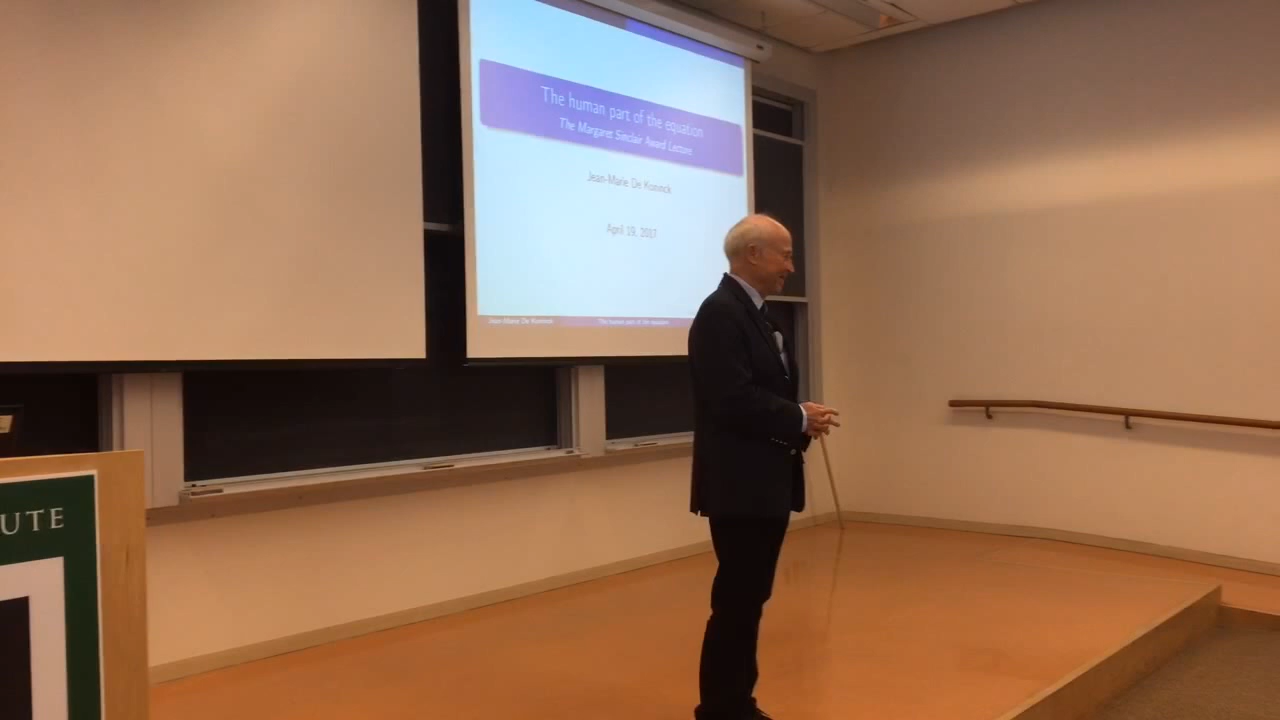 The human part of the equation
The Margaret Sinclair Award Lecture
Jean-Marie De Koninck
April 19, 2017
Jean-Marie De Koninck
The human part of the equation
UTE